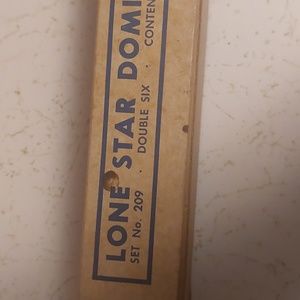 LONE STAR DOMI
SET No. 209 · DOUBLE SIX · CONTEN